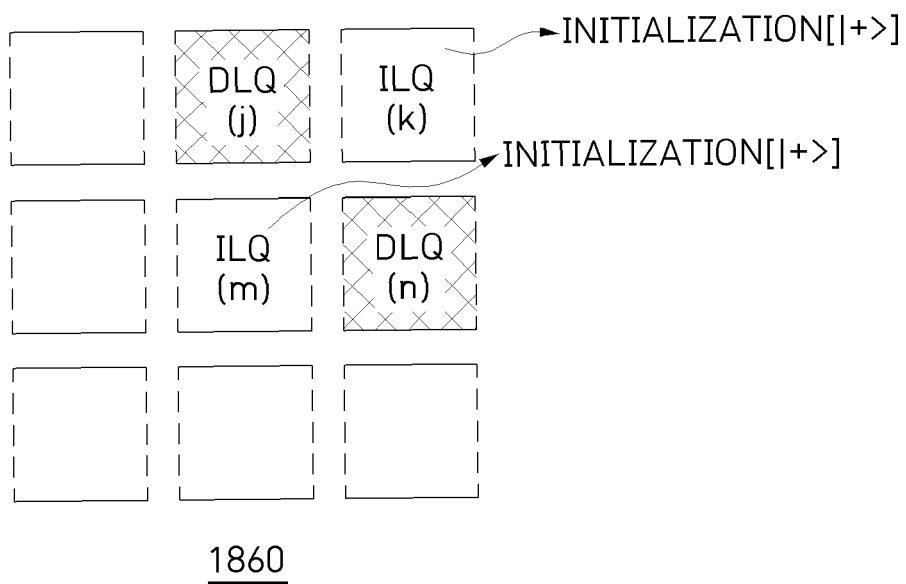 INITIALIZATION[|+>]
DLQ
(j)
ILQ
(k)
INITIALIZATION[|+>]
ILQ
(m)
DLQ
(n)
1860